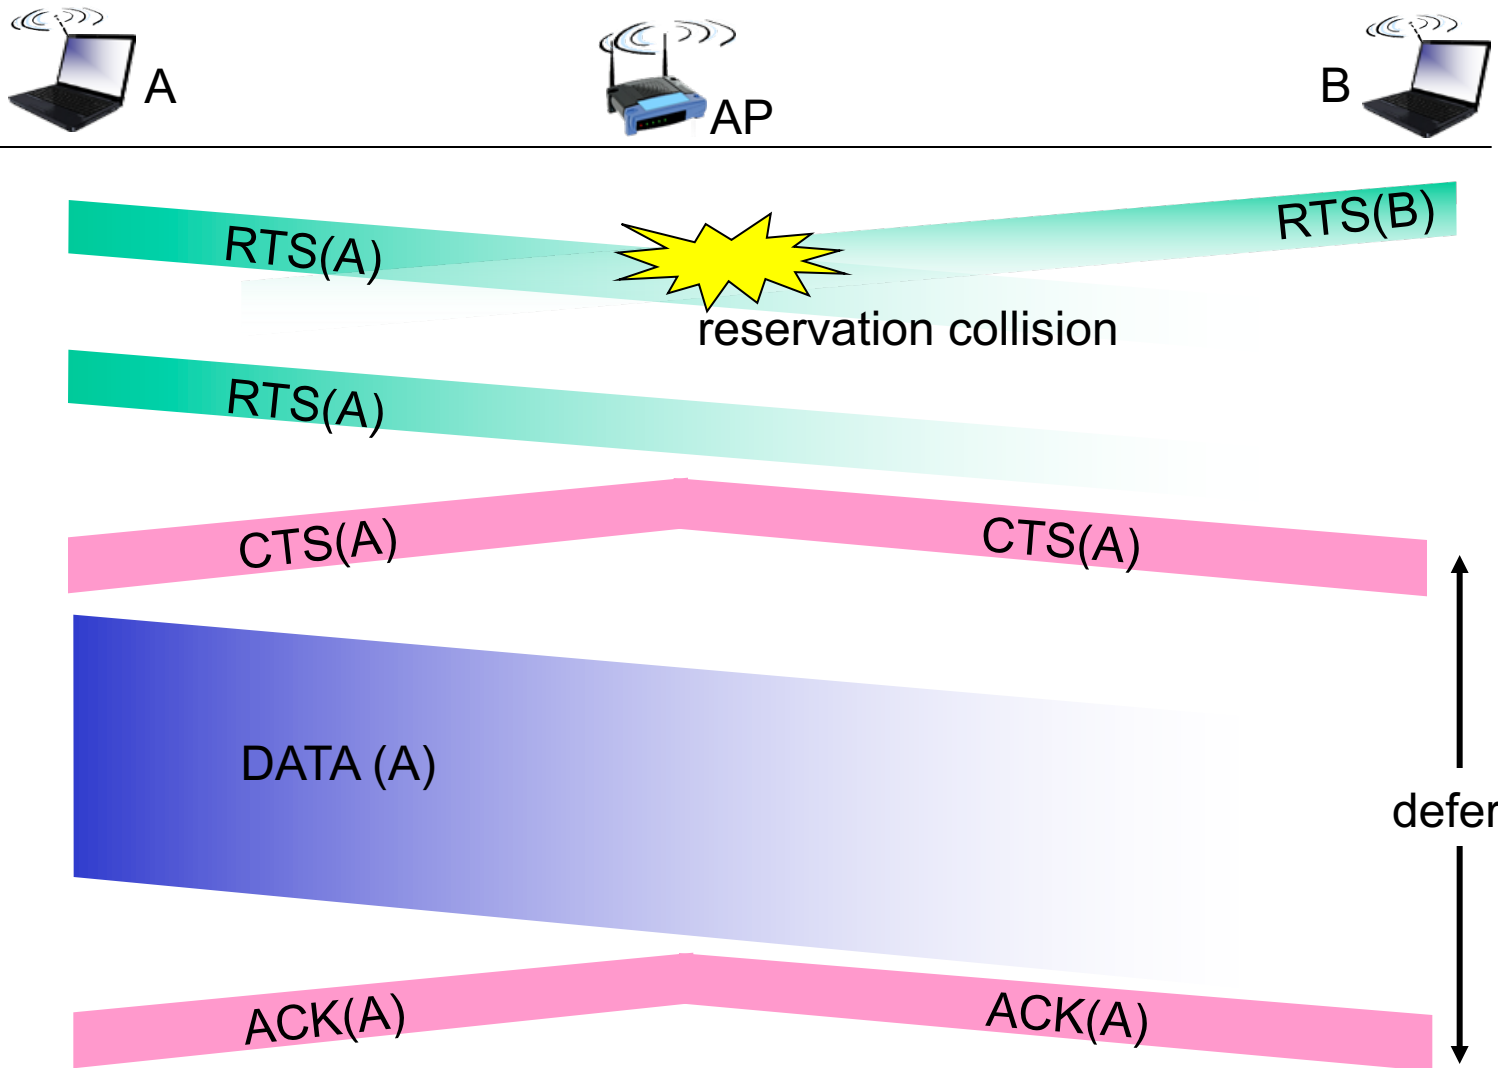 A
AP
B
RTS(A)
RTS(B)
reservation collision
RTS(A)
CTS(A)
CTS(A)
DATA (A)
defer
ACK(A)
ACK(A)